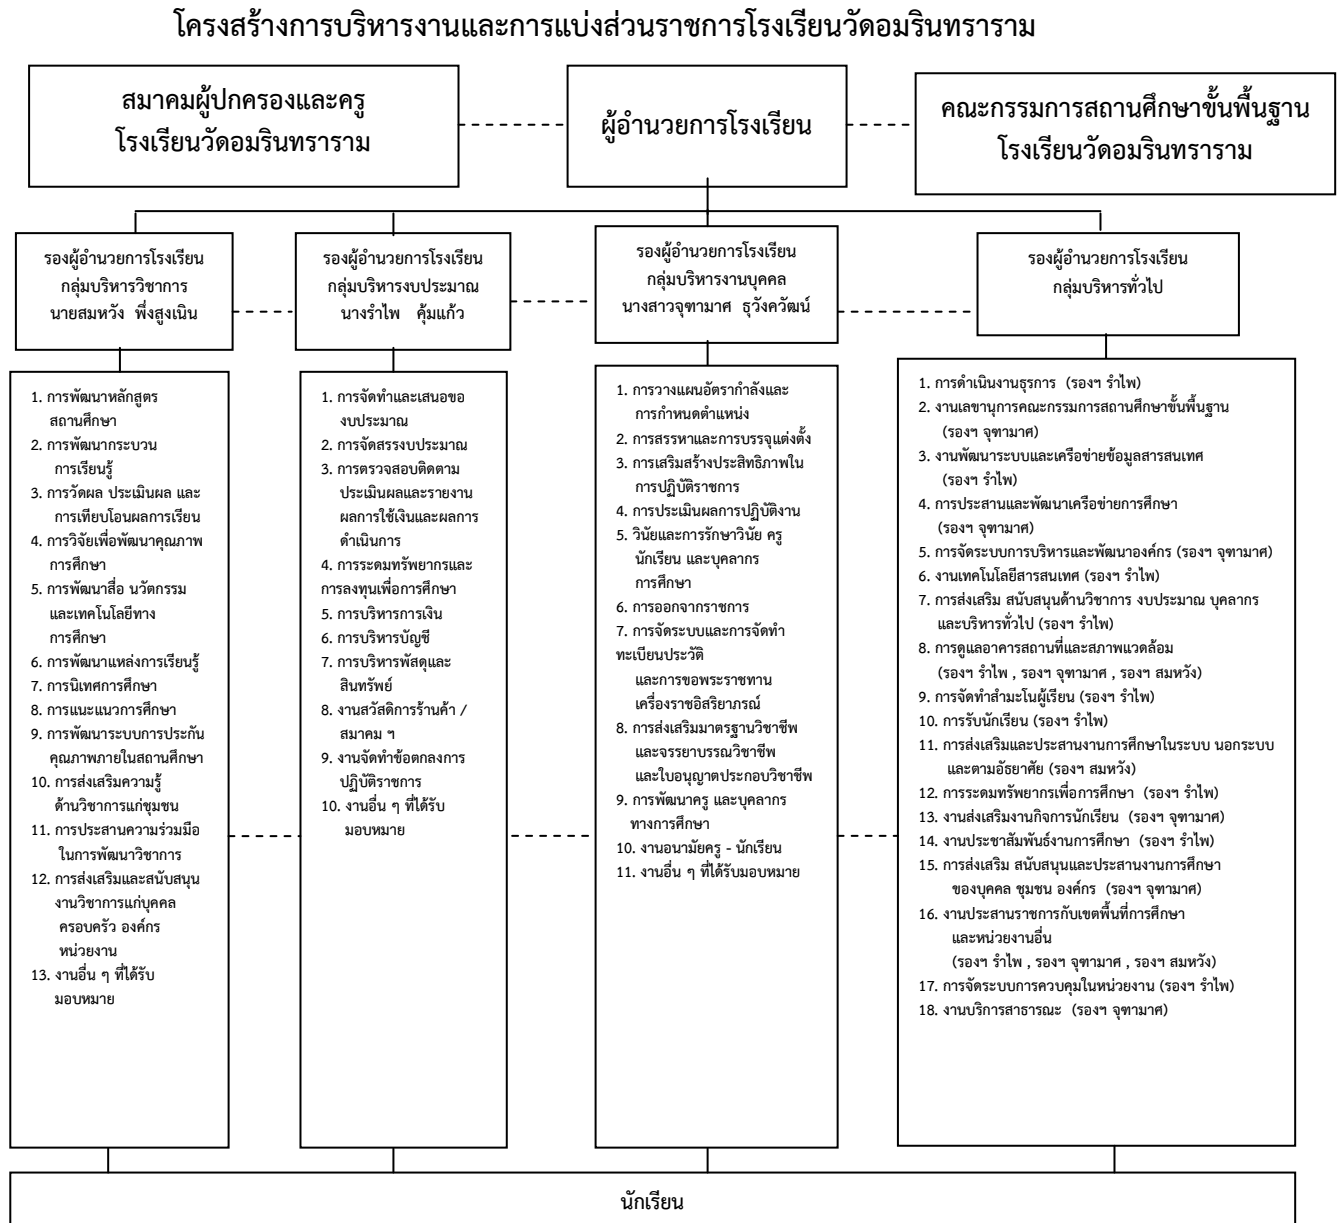 โครงสร้างการบริหารงานและการแบ่งส่วนราชการโรงเรียนวัดอมรินทราราม
สมาคมผู้ปกครองและครู
โรงเรียนวัดอมรินทราราม
ผู้อำนวยการโรงเรียน
คณะกรรมการสถานศึกษาขั้นพื้นฐาน
โรงเรียนวัดอมรินทราราม
รองผู้อำนวยการโรงเรียน
กลุ่มบริหารวิชาการ
นายสมหวัง พึ่งสูงเนิน
รองผู้อำนวยการโรงเรียน
กลุ่มบริหารงบประมาณ
นางรำไพ คุ้มแก้ว
รองผู้อำนวยการโรงเรียน
กลุ่มบริหารงานบุคคล
นางสาวจุฑามาศ ธุวังควัฒน์
รองผู้อำนวยการโรงเรียน
กลุ่มบริหารทั่วไป
1. การพัฒนาหลักสูตร
สถานศึกษา
2. การพัฒนากระบวน
การเรียนรู้
3. การวัดผล ประเมินผล และ
การเทียบโอนผลการเรียน
4. การวิจัยเพื่อพัฒนาคุณภาพ
การศึกษา
5. การพัฒนาสื่อ นวัตกรรม
และเทคโนโลยีทาง
การศึกษา
6. การพัฒนาแหล่งการเรียนรู้
7. การนิเทศการศึกษา
8. การแนะแนวการศึกษา
9. การพัฒนาระบบการประกัน
คุณภาพภายในสถานศึกษา
10. การส่งเสริมความรู้
ด้านวิชาการแก่ชุมชน
11. การประสานความร่วมมือ
ในการพัฒนาวิชาการ
12. การส่งเสริมและสนับสนุน
งานวิชาการแก่บุคคล
ครอบครัว องค์กร
หน่วยงาน
13. งานอื่น ๆ ที่ได้รับ
มอบหมาย
1. การจัดทำและเสนอขอ
งบประมาณ
2. การจัดสรรงบประมาณ
3. การตรวจสอบติดตาม
ประเมินผลและรายงาน
ผลการใช้เงินและผลการ
ดำเนินการ
4. การระดมทรัพยากรและ
การลงทุนเพื่อการศึกษา
5. การบริหารการเงิน
6. การบริหารบัญชี
7. การบริหารพัสดุและ
สินทรัพย์
8. งานสวัสดิการร้านค้า /
สมาคม ฯ
9. งานจัดทำข้อตกลงการ
ปฏิบัติราชการ
10. งานอื่น ๆ ที่ได้รับ
มอบหมาย
1. การวางแผนอัตรากำลังและ
การกำหนดตำแหน่ง
2. การสรรหาและการบรรจุแต่งตั้ง
3. การเสริมสร้างประสิทธิภาพใน
การปฏิบัติราชการ
4. การประเมินผลการปฏิบัติงาน
5. วินัยและการรักษาวินัย ครู
นักเรียน และบุคลากร
การศึกษา
6. การออกจากราชการ
7. การจัดระบบและการจัดทำ
ทะเบียนประวัติ
และการขอพระราชทาน
เครื่องราชอิสริยาภรณ์
8. การส่งเสริมมาตรฐานวิชาชีพ
และจรรยาบรรณวิชาชีพ
และใบอนุญาตประกอบวิชาชีพ
9. การพัฒนาครู และบุคลากร
ทางการศึกษา
10. งานอนามัยครู - นักเรียน
11. งานอื่น ๆ ที่ได้รับมอบหมาย
1. การดำเนินงานธุรการ (รองฯ รำไพ)
2. งานเลขานุการคณะกรรมการสถานศึกษาขั้นพื้นฐาน
(รองฯ จุฑามาศ)
3. งานพัฒนาระบบและเครือข่ายข้อมูลสารสนเทศ
(รองฯ รำไพ)
4. การประสานและพัฒนาเครือข่ายการศึกษา
(รองฯ จุฑามาศ)
5. การจัดระบบการบริหารและพัฒนาองค์กร (รองฯ จุฑามาศ)
6. งานเทคโนโลยีสารสนเทศ (รองฯ รำไพ)
7. การส่งเสริม สนับสนุนด้านวิชาการ งบประมาณ บุคลากร
และบริหารทั่วไป (รองฯ รำไพ)
8. การดูแลอาคารสถานที่และสภาพแวดล้อม
(รองฯ รำไพ , รองฯ จุฑามาศ , รองฯ สมหวัง)
9. การจัดทำสำมะโนผู้เรียน (รองฯ รำไพ)
10. การรับนักเรียน (รองฯ รำไพ)
11. การส่งเสริมและประสานงานการศึกษาในระบบ นอกระบบ
และตามอัธยาศัย (รองฯ สมหวัง)
12. การระดมทรัพยากรเพื่อการศึกษา (รองฯ รำไพ)
13. งานส่งเสริมงานกิจการนักเรียน (รองฯ จุฑามาศ)
14. งานประชาสัมพันธ์งานการศึกษา (รองฯ รำไพ)
15. การส่งเสริม สนับสนุนและประสานงานการศึกษา
ของบุคคล ชุมชน องค์กร (รองฯ จุฑามาศ)
16. งานประสานราชการกับเขตพื้นที่การศึกษา
และหน่วยงานอื่น
(รองฯ รำไพ , รองฯ จุฑามาศ , รองฯ สมหวัง)
17. การจัดระบบการควบคุมในหน่วยงาน (รองฯ รำไพ)
18. งานบริการสาธารณะ (รองฯ จุฑามาศ)
นักเรียน